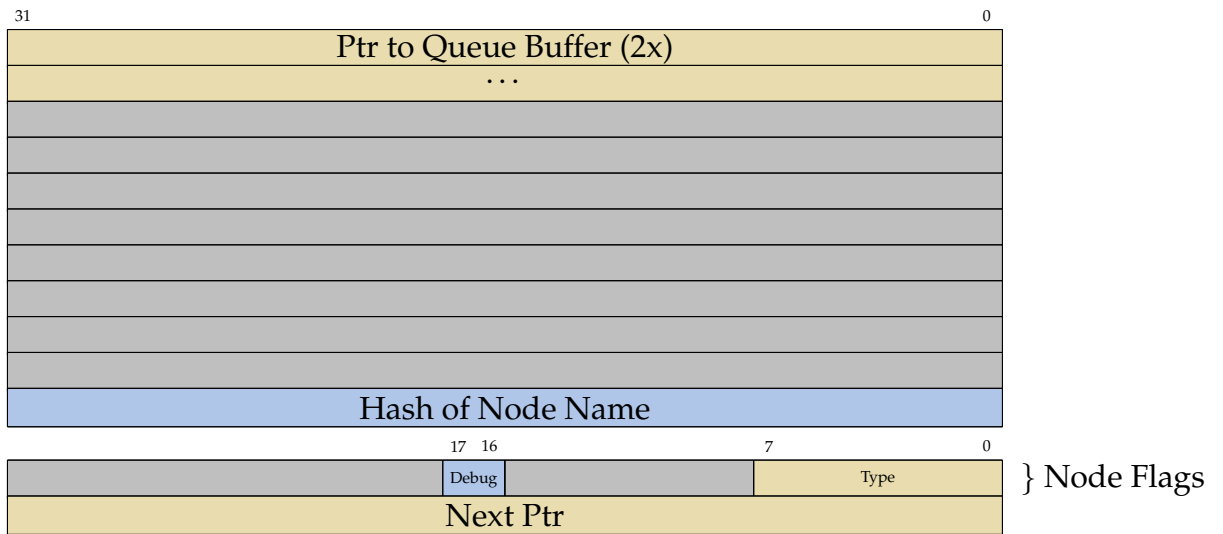 31 0
Ptr to Queue Buffer (2x)
...
Hash of Node Name
17 16 7 0
Debug Type } Node Flags
Next Ptr